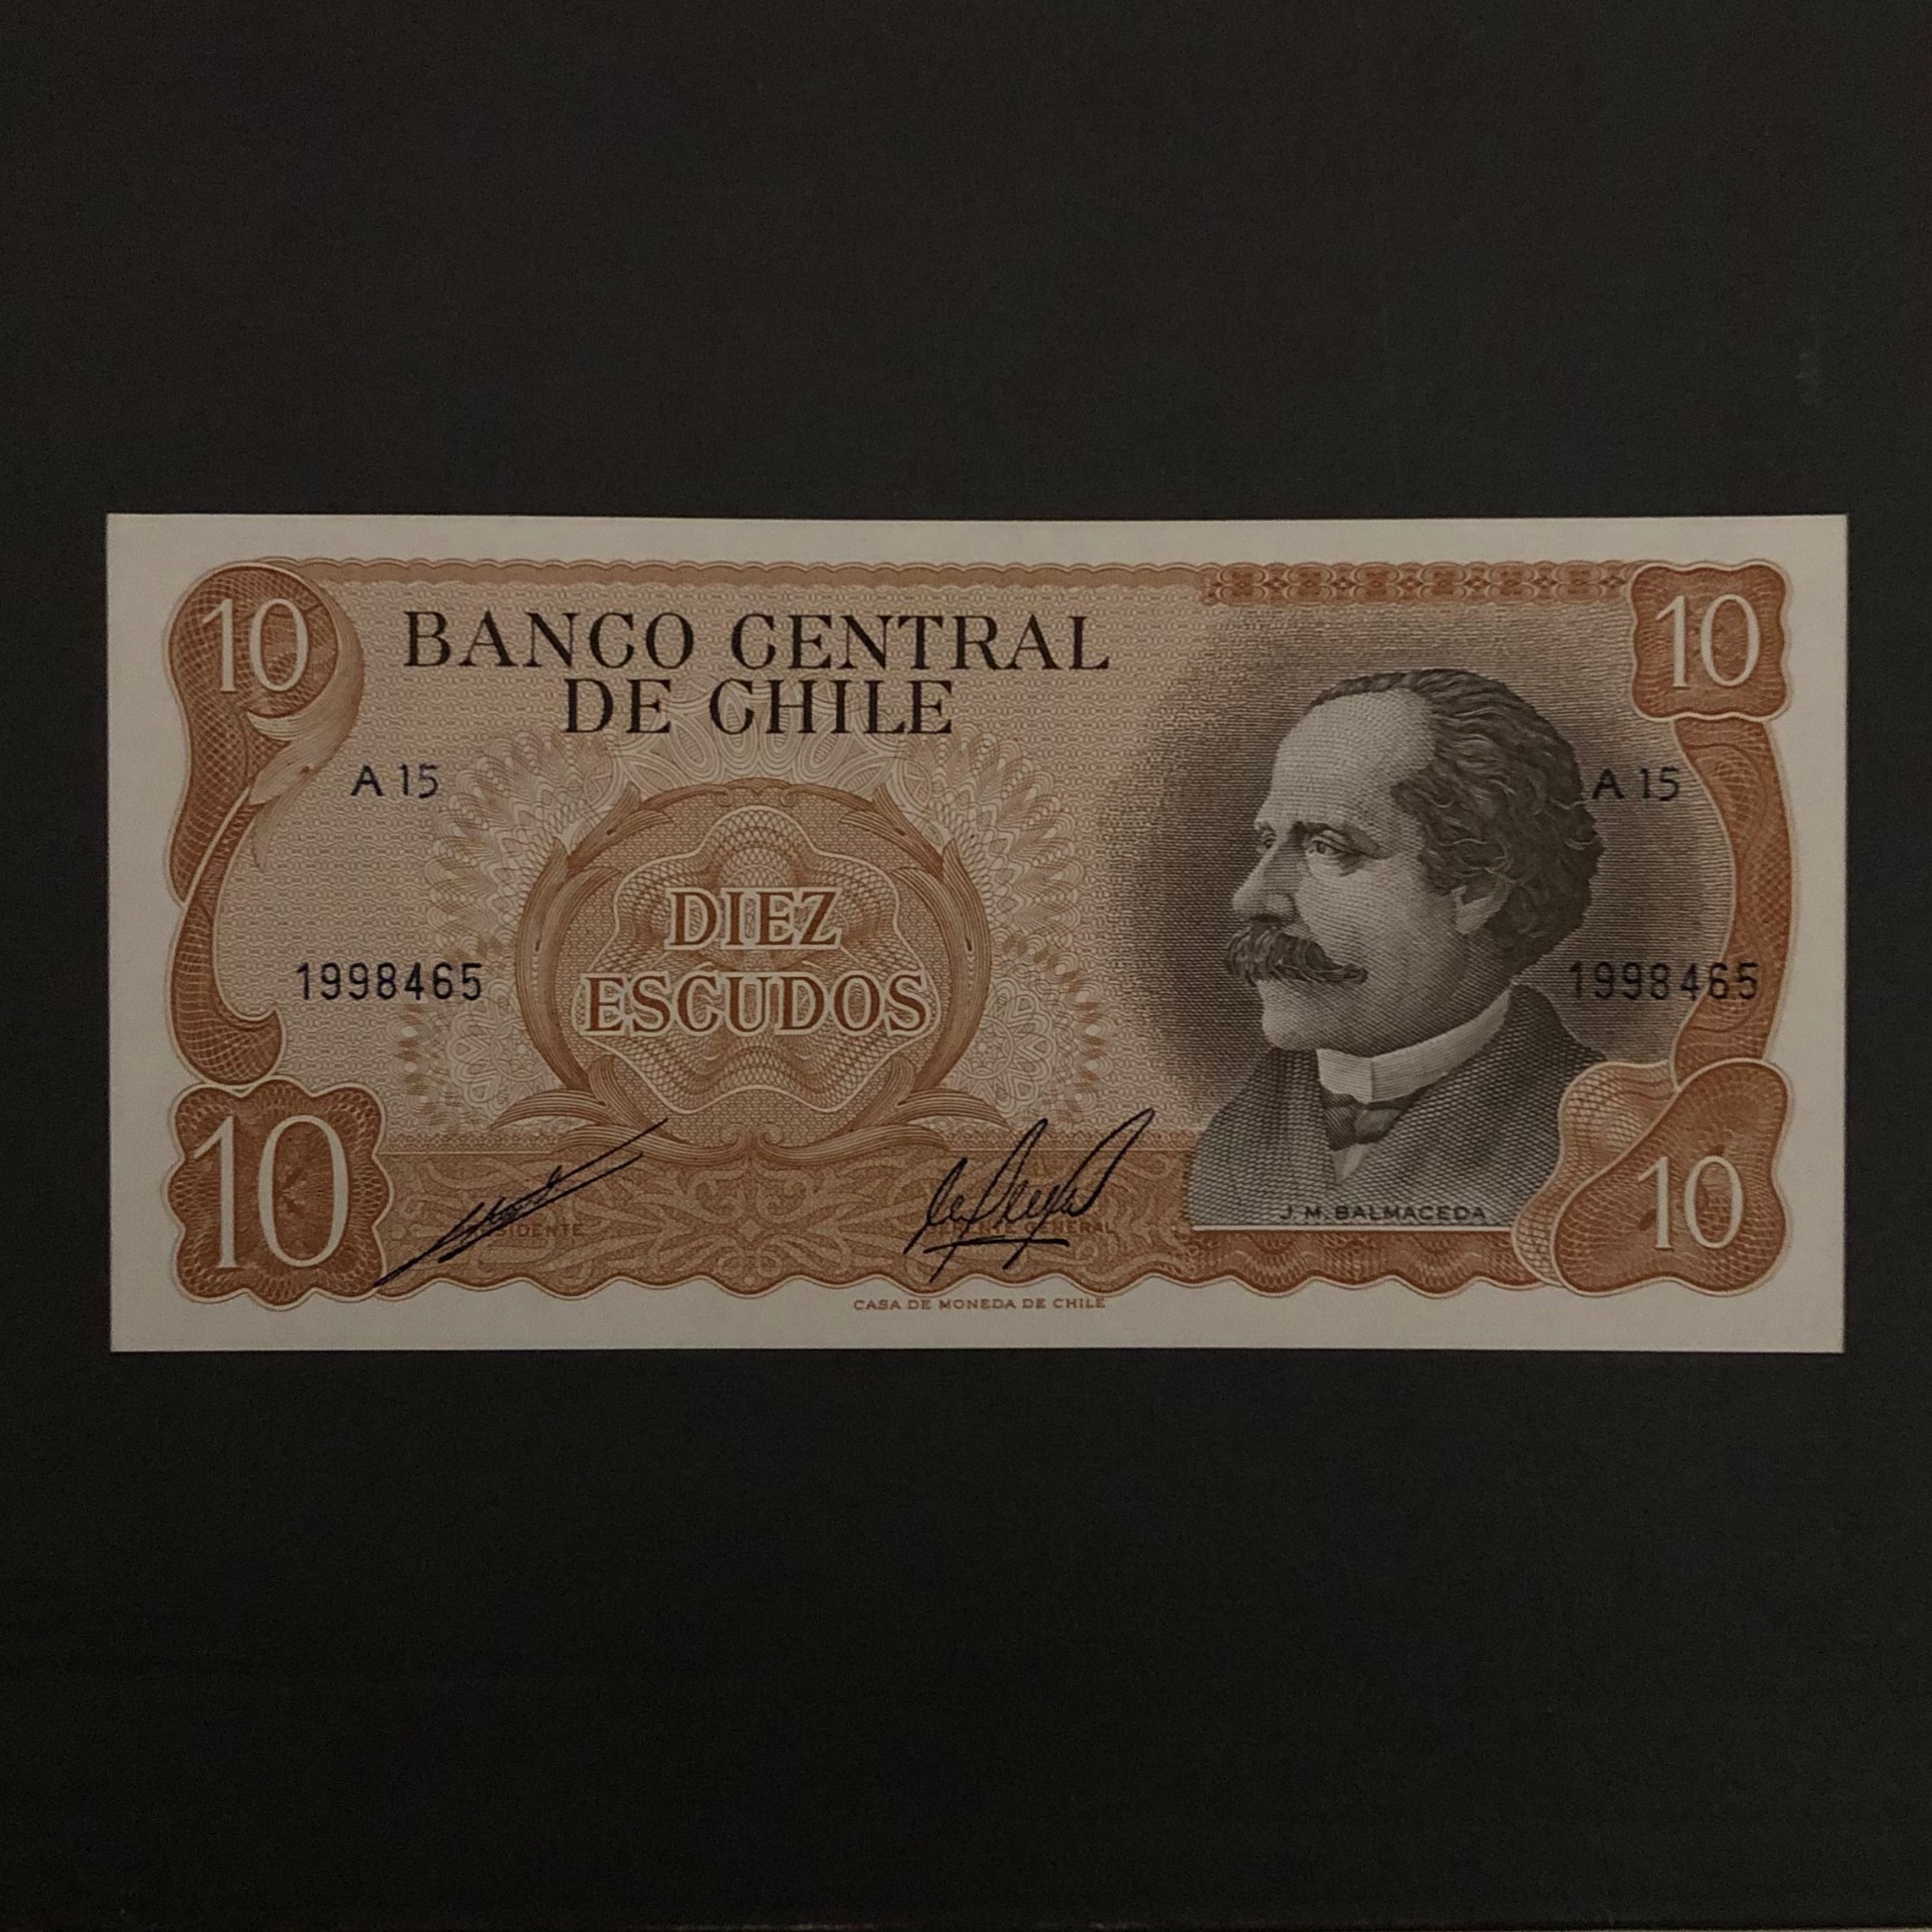 10
10
BANCO CENTRAL
DE CHILE
A 15
A 15
DIEZ
ESCUDOS
1998465
1998465
10
10
J. M. BALMACEDA
CASA DE MONEDA DE CHILE